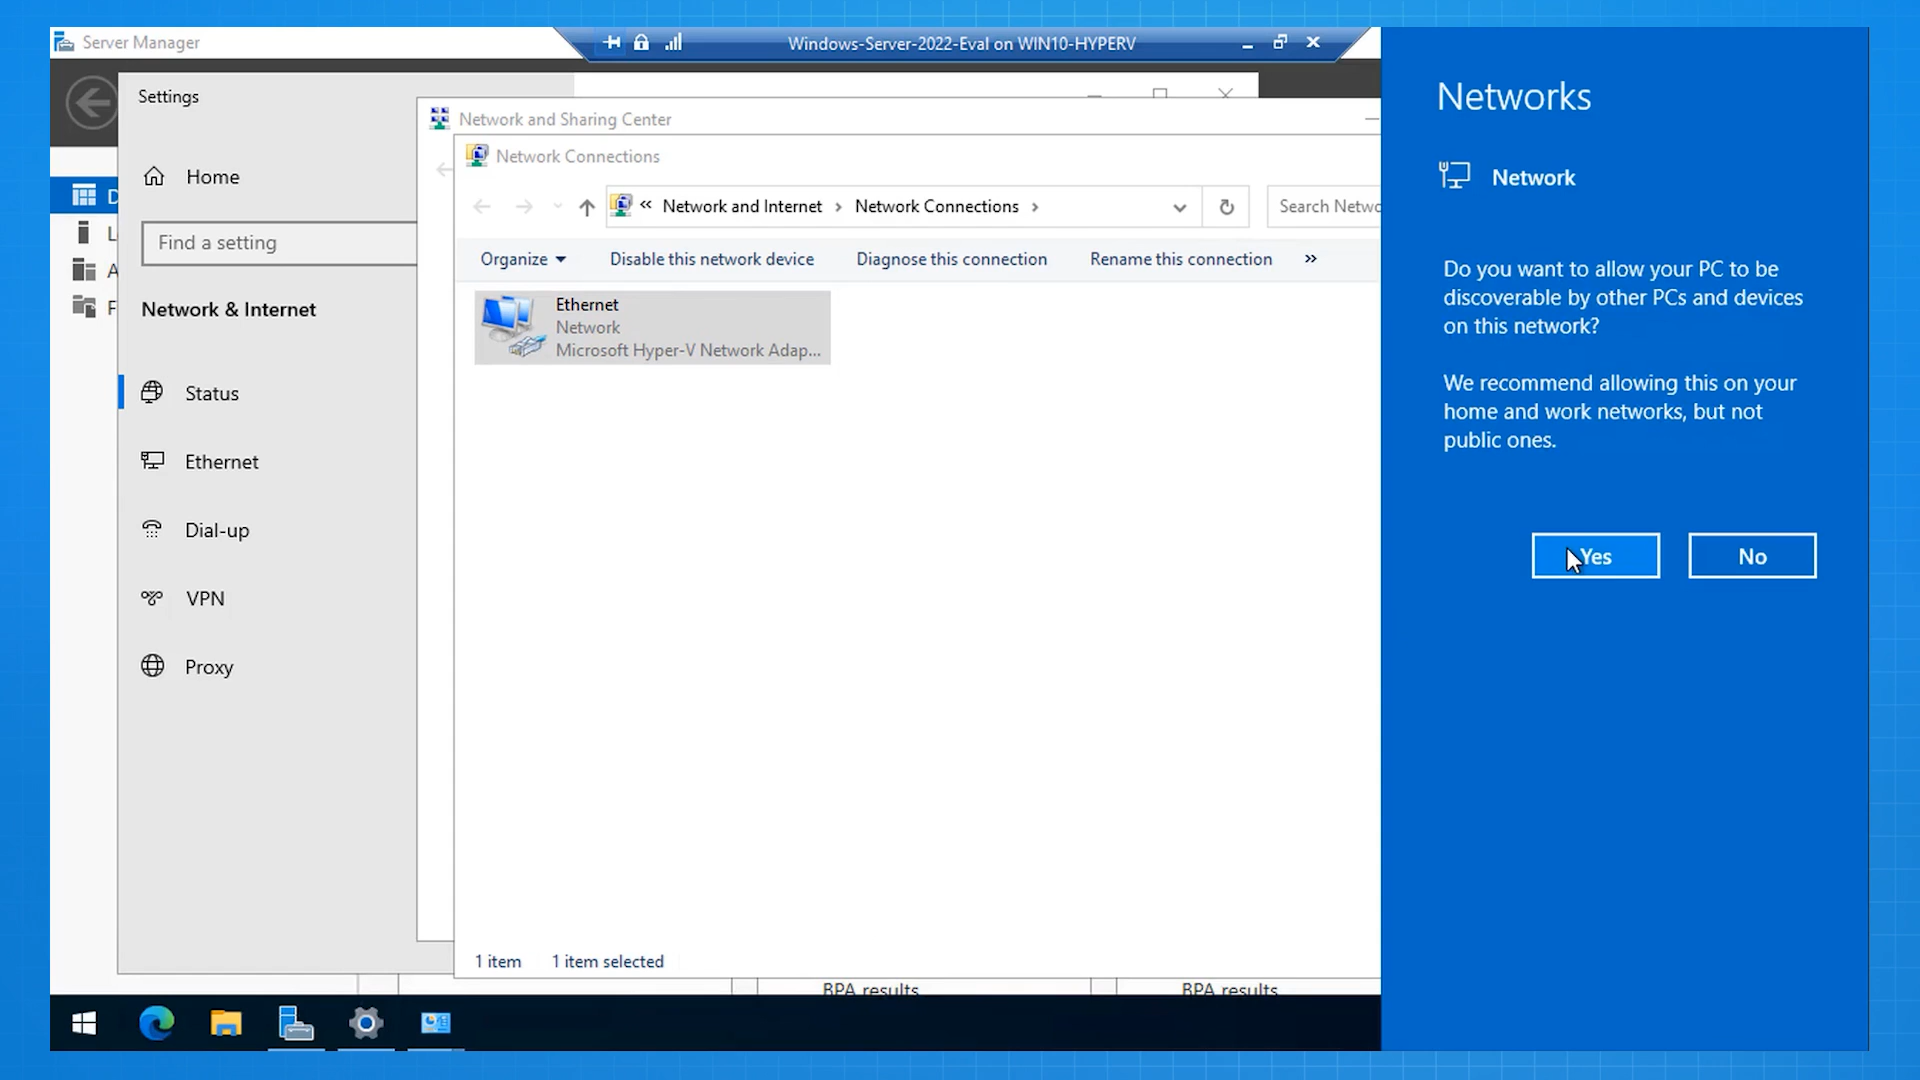 Server Manager
Windows-Server-2022-Eval on WIN10-HYPERV
Settings
Home
Find a setting
Network & Internet
Status
Ethernet
Dial-up
VPN
Proxy
Network and Sharing Center
Network Connections
« Network and Internet › Network Connections ›
Search Netwo
Organize
Disable this network device
Diagnose this connection
Rename this connection
»
Ethernet
Network
Microsoft Hyper-V Network Adap...
1 item
1 item selected
BPA results
BPA results
D
L
A
F
Networks
Network
Do you want to allow your PC to be
discoverable by other PCs and devices
on this network?
We recommend allowing this on your
home and work networks, but not
public ones.
Yes
No